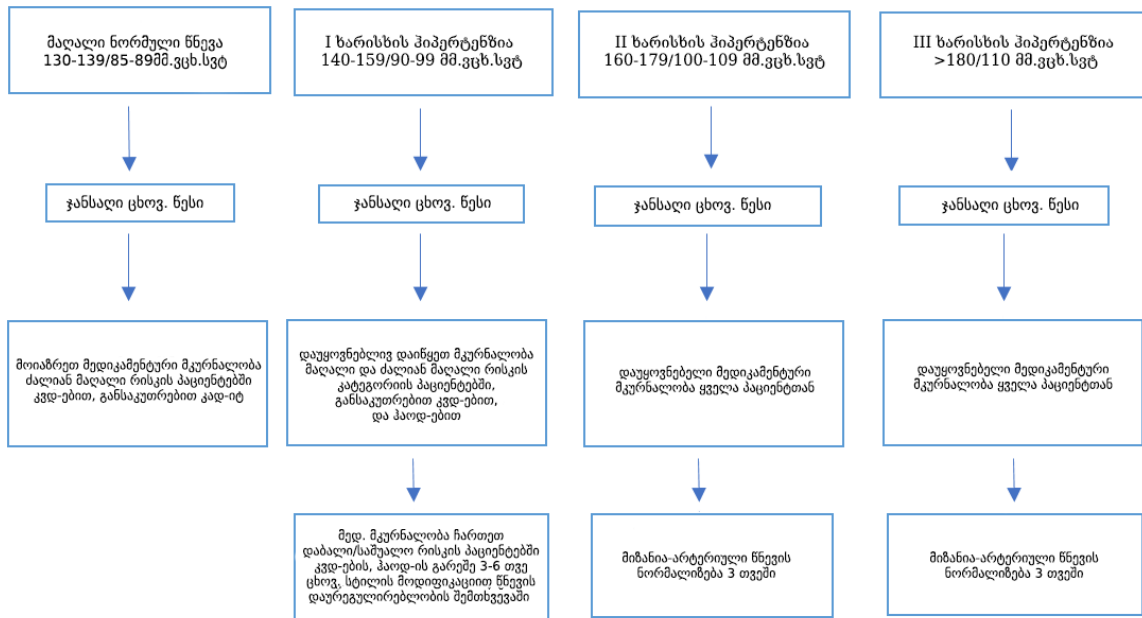 მაღალი ნორმული წნევა
130-139/85-89მმ.ვცხ.სვტ
I ხარისხის ჰიპერტენზია
140-159/90-99 მმ.ვცხ.სვტ
II ხარისხის ჰიპერტენზია
160-179/100-109 მმ.ვცხ.სვტ
III ხარისხის ჰიპერტენზია
>180/110 მმ.ვცხ.სვტ
ჯანსაღი ცხოვ. წესი
ჯანსაღი ცხოვ. წესი
ჯანსაღი ცხოვ. წესი
ჯანსაღი ცხოვ. წესი
მოიაზრეთ მედიკამენტური მკურნალობა
ძალიან მაღალი რისკის პაციენტებში
კვდ-ებით, განსაკუთრებით კად-იტ
დაუყოვნებლივ დაიწყეთ მკურნალობა
მაღალი და ძალიან მაღალი რისკის
კატეგორიის პაციენტებში,
განსაკუთრებით კვდ-ებით,
და ჰაოდ-ებით
დაუყოვნებელი მედიკამენტური
მკურნალობა ყველა პაციენტთან
დაუყოვნებელი მედიკამენტური
მკურნალობა ყველა პაციენტთან
მედ. მკურნალობა ჩართეთ
დაბალი/საშუალო რისკის პაციენტებში
კვდ-ების, ჰაოდ-ის გარეშე 3-6 თვე
ცხოვ, სტილის მოდიფიკაციით წნევის
დაურეგულირებლობის შემთხვევაში
მიზანია-არტერიული წნევის
ნორმალიზება 3 თვეში
მიზანია-არტერიული წნევის
ნორმალიზება 3 თვეში